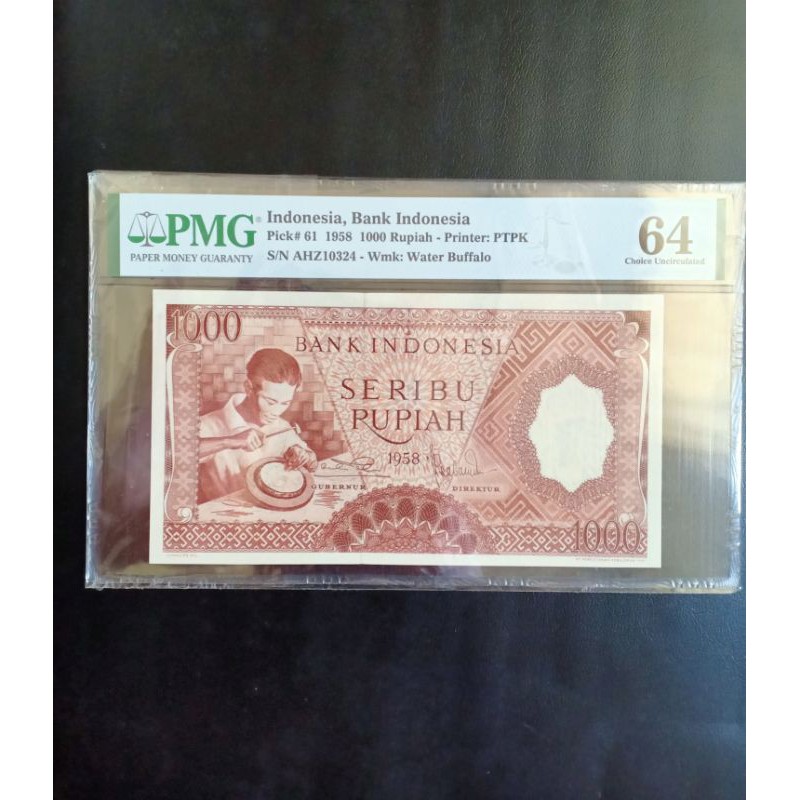 PMG
PAPER MONEY GUARANTY
Indonesia, Bank Indonesia
Pick# 61 1958 1000 Rupiah - Printer: PTPK
S/N AHZ10324 - Wmk: Water Buffalo
64
Choice Uncirculated
1000
BANK INDONESIA
SERIBU
RUPIAH
1958
GUBERNUR DIREKTUR
1000